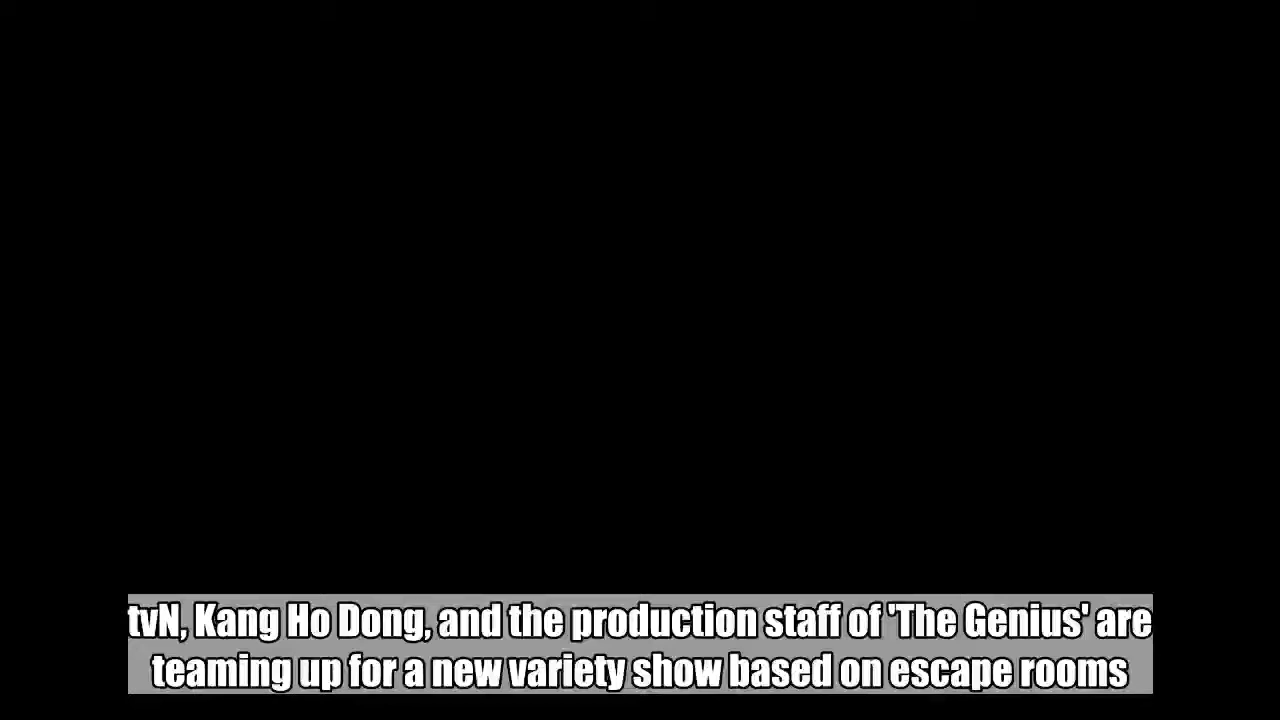 tvN, Kang Ho Dong, and the production staff of 'The Genius' are
teaming up for a new variety show based on escape rooms